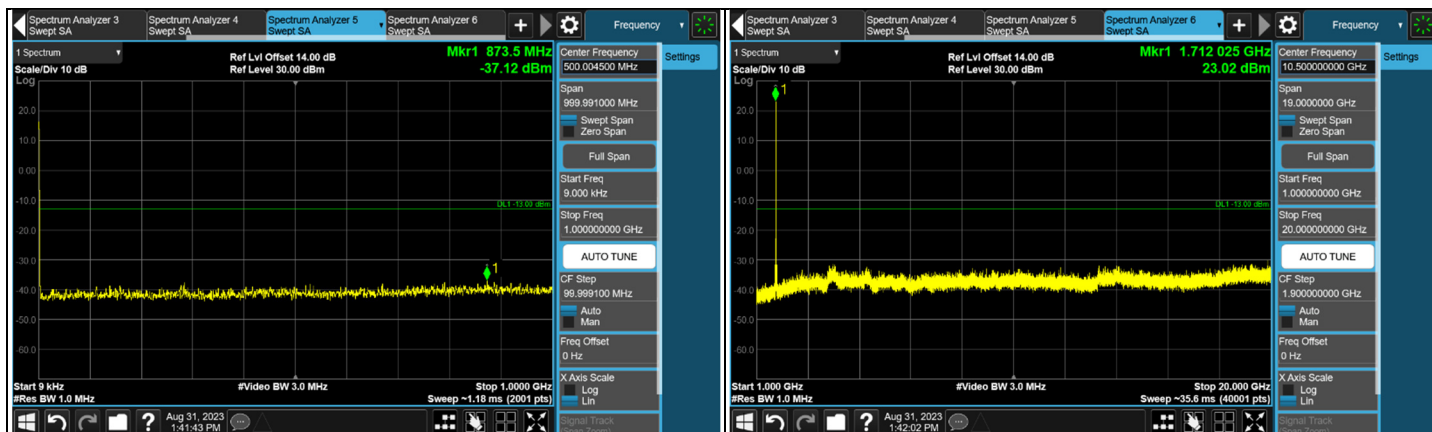 Spectrum Analyzer 3
Swept SA
Spectrum Analyzer 4
Swept SA
Spectrum Analyzer 5
Swept SA
Spectrum Analyzer 6
Swept SA
+
Frequency
1 Spectrum
Scale/Div 10 dB
Log
Ref Lvl Offset 14.00 dB
Ref Level 30.00 dBm
Mkr1 873.5 MHz
-37.12 dBm
20.0
10.0
0.00
-10.0
-20.0
-30.0
-40.0
-50.0
-60.0
DL1 -13.00 dBm
1
Start 9 kHz
#Res BW 1.0 MHz
#Video BW 3.0 MHz
Stop 1.0000 GHz
Sweep ~1.18 ms (2001 pts)
Center Frequency
500.004500 MHz
Span
999.991000 MHz
Swept Span
Zero Span
Full Span
Start Freq
9.000 kHz
Stop Freq
1.000000000 GHz
AUTO TUNE
CF Step
99.999100 MHz
Auto
Man
Freq Offset
0 Hz
X Axis Scale
Log
Lin
Signal Track
(Span Zoom)
Settings
?
Aug 31, 2023
1:41:43 PM
Spectrum Analyzer 3
Swept SA
Spectrum Analyzer 4
Swept SA
Spectrum Analyzer 5
Swept SA
Spectrum Analyzer 6
Swept SA
+
Frequency
1 Spectrum
Scale/Div 10 dB
Log
Ref Lvl Offset 14.00 dB
Ref Level 30.00 dBm
Mkr1 1.712 025 GHz
23.02 dBm
1
20.0
10.0
0.00
-10.0
-20.0
-30.0
-40.0
-50.0
-60.0
DL1 -13.00 dBm
Start 1.000 GHz
#Res BW 1.0 MHz
#Video BW 3.0 MHz
Stop 20.000 GHz
Sweep ~35.6 ms (40001 pts)
Center Frequency
10.500000000 GHz
Span
19.0000000 GHz
Swept Span
Zero Span
Full Span
Start Freq
1.000000000 GHz
Stop Freq
20.000000000 GHz
AUTO TUNE
CF Step
1.900000000 GHz
Auto
Man
Freq Offset
0 Hz
X Axis Scale
Log
Lin
Signal Track
(Span Zoom)
Settings
?
Aug 31, 2023
1:42:02 PM